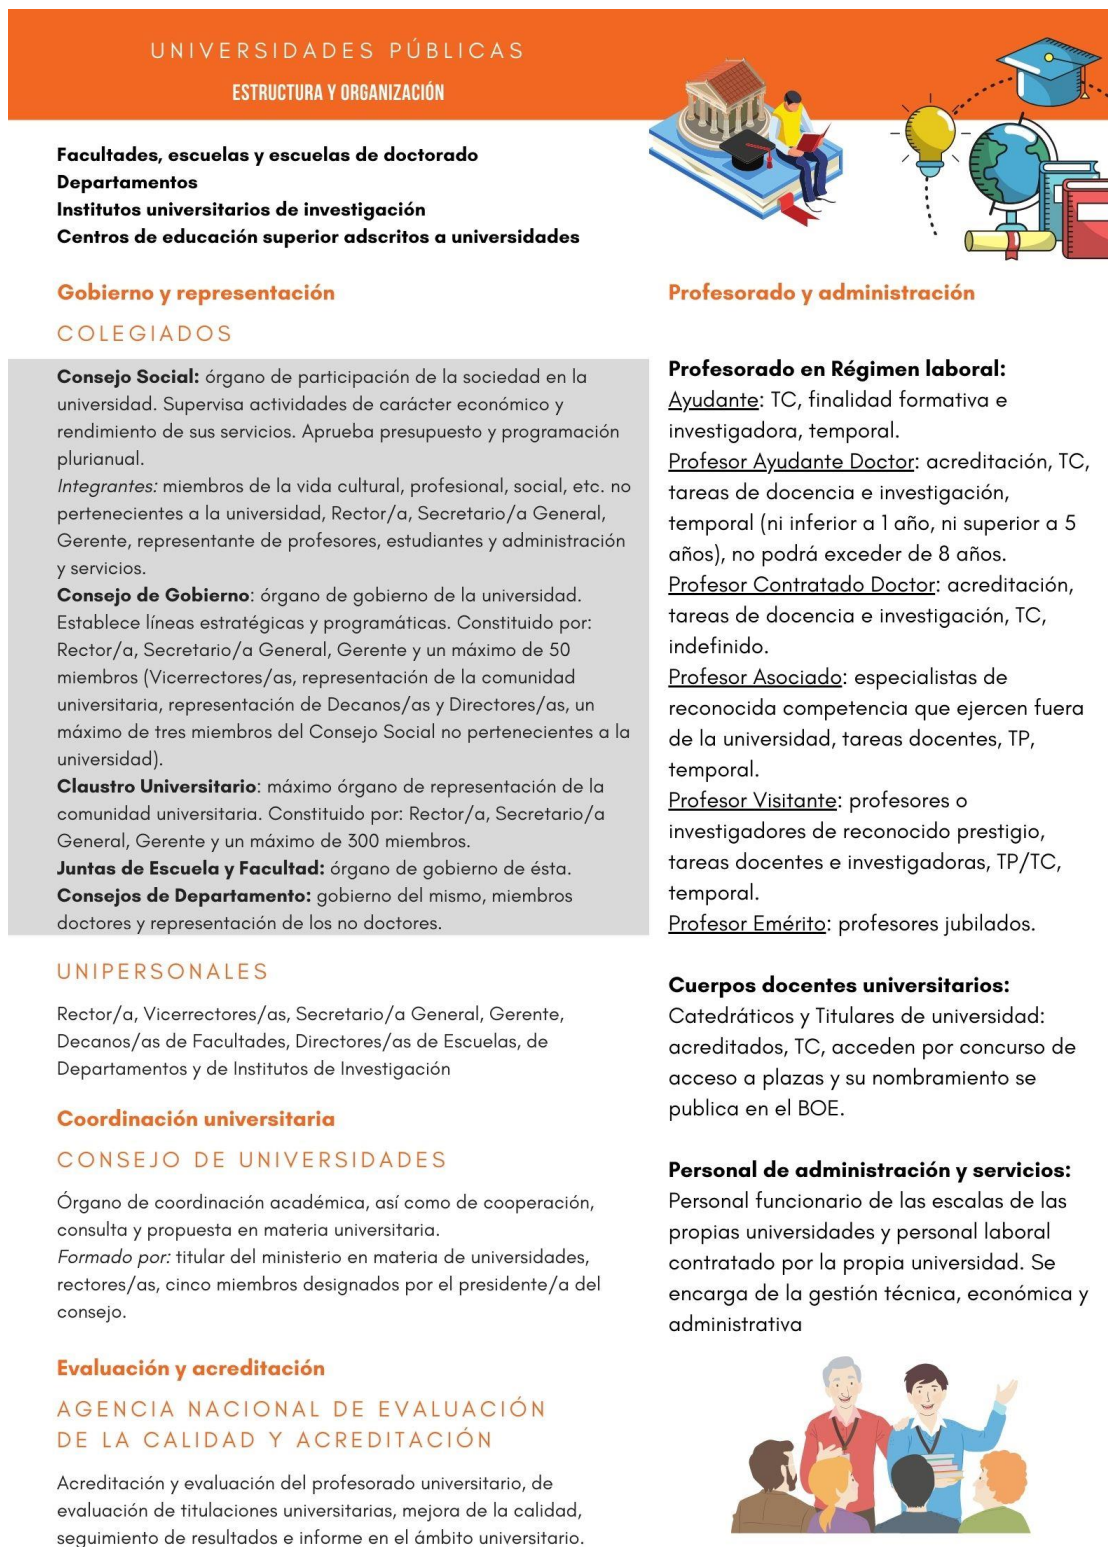 UNIVERSIDADES PÚBLICAS
ESTRUCTURA Y ORGANIZACIÓN
Facultades, escuelas y escuelas de doctorado
Departamentos
Institutos universitarios de investigación
Centros de educación superior adscritos a universidades
Gobierno y representación
COLEGIADOS
Consejo Social: órgano de participación de la sociedad en la
universidad. Supervisa actividades de carácter económico y
rendimiento de sus servicios. Aprueba presupuesto y programación
plurianual.
Integrantes: miembros de la vida cultural, profesional, social, etc. no
pertenecientes a la universidad, Rector/a, Secretario/a General,
Gerente, representante de profesores, estudiantes y administración
y servicios.
Consejo de Gobierno: órgano de gobierno de la universidad.
Establece líneas estratégicas y programáticas. Constituido por:
Rector/a, Secretario/a General, Gerente y un máximo de 50
miembros (Vicerrectores/as, representación de la comunidad
universitaria, representación de Decanos/as y Directores/as, un
máximo de tres miembros del Consejo Social no pertenecientes a la
universidad).
Claustro Universitario: máximo órgano de representación de la
comunidad universitaria. Constituido por: Rector/a, Secretario/a
General, Gerente y un máximo de 300 miembros.
Juntas de Escuela y Facultad: órgano de gobierno de ésta.
Consejos de Departamento: gobierno del mismo, miembros
doctores y representación de los no doctores.
UNIPERSONALES
Rector/a, Vicerrectores/as, Secretario/a General, Gerente,
Decanos/as de Facultades, Directores/as de Escuelas, de
Departamentos y de Institutos de Investigación
Coordinación universitaria
CONSEJO DE UNIVERSIDADES
Órgano de coordinación académica, así como de cooperación,
consulta y propuesta en materia universitaria.
Formado por: titular del ministerio en materia de universidades,
rectores/as, cinco miembros designados por el presidente/a del
consejo.
Evaluación y acreditación
AGENCIA NACIONAL DE EVALUACIÓN
DE LA CALIDAD Y ACREDITACIÓN
Acreditación y evaluación del profesorado universitario, de
evaluación de titulaciones universitarias, mejora de la calidad,
seguimiento de resultados e informe en el ámbito universitario.
Profesorado y administración
Profesorado en Régimen laboral:
Ayudante: TC, finalidad formativa e
investigadora, temporal.
Profesor Ayudante Doctor: acreditación, TC,
tareas de docencia e investigación,
temporal (ni inferior a 1 año, ni superior a 5
años), no podrá exceder de 8 años.
Profesor Contratado Doctor: acreditación,
tareas de docencia e investigación, TC,
indefinido.
Profesor Asociado: especialistas de
reconocida competencia que ejercen fuera
de la universidad, tareas docentes, TP,
temporal.
Profesor Visitante: profesores o
investigadores de reconocido prestigio,
tareas docentes e investigadoras, TP/TC,
temporal.
Profesor Emérito: profesores jubilados.
Cuerpos docentes universitarios:
Catedráticos y Titulares de universidad:
acreditados, TC, acceden por concurso de
acceso a plazas y su nombramiento se
publica en el BOE.
Personal de administración y servicios:
Personal funcionario de las escalas de las
propias universidades y personal laboral
contratado por la propia universidad. Se
encarga de la gestión técnica, económica y
administrativa